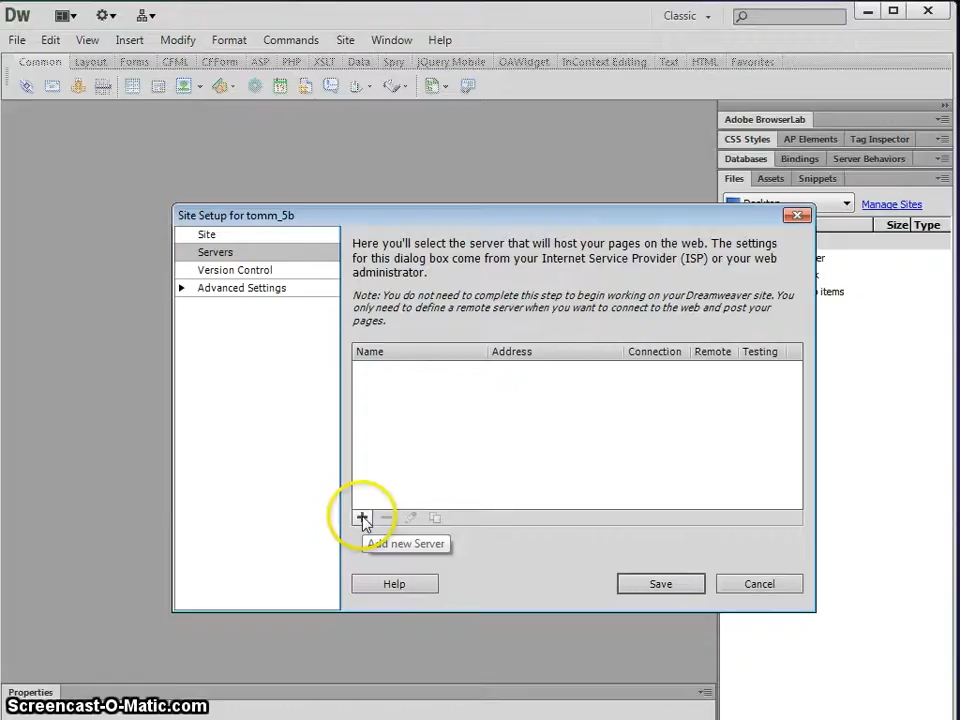 Dw
Classic
File Edit View Insert Modify Format Commands Site Window Help
Common Layout Forms CFML CFForm ASP PHP XSLT Data Spry jQuery Mobile OAWidget InContext Editing Text HTML Favorites
Adobe BrowserLab
CSS Styles AP Elements Tag Inspector
Databases Bindings Server Behaviors
Files Assets Snippets
Desktop Manage Sites
Size Type
Site Setup for tomm_5b
Site
Servers
Version Control
Advanced Settings
Here you'll select the server that will host your pages on the web. The settings
for this dialog box come from your Internet Service Provider (ISP) or your web
administrator.
Note: You do not need to complete this step to begin working on your Dreamweaver site. You
only need to define a remote server when you want to connect to the web and post your
pages.
Name Address Connection Remote Testing
Add new Server
Help Save Cancel
Properties
Screencast-O-Matic.com